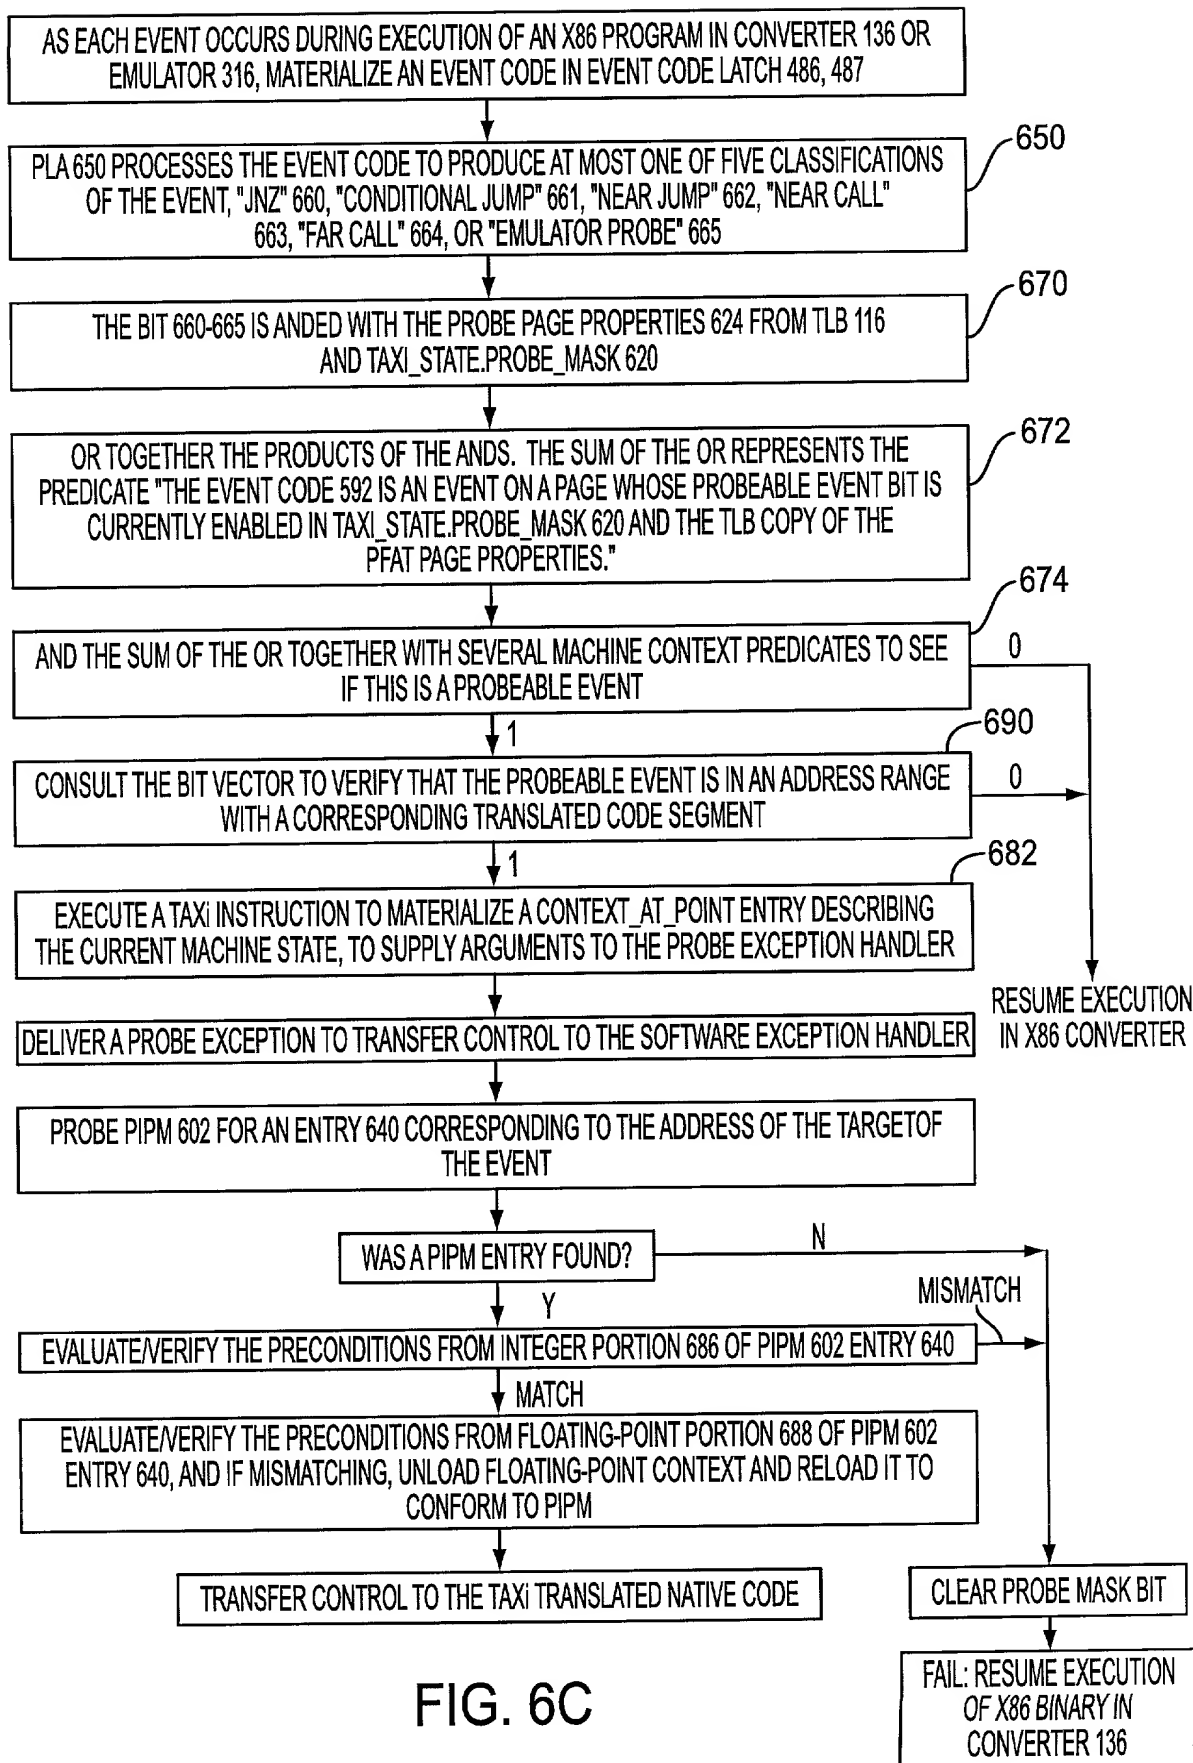 AS EACH EVENT OCCURS DURING EXECUTION OF AN X86 PROGRAM IN CONVERTER 136 OR
EMULATOR 316, MATERIALIZE AN EVENT CODE IN EVENT CODE LATCH 486, 487
650
PLA 650 PROCESSES THE EVENT CODE TO PRODUCE AT MOST ONE OF FIVE CLASSIFICATIONS
OF THE EVENT, "JNZ" 660, "CONDITIONAL JUMP" 661, "NEAR JUMP" 662, "NEAR CALL"
663, "FAR CALL" 664, OR "EMULATOR PROBE" 665
670
THE BIT 660-665 IS ANDED WITH THE PROBE PAGE PROPERTIES 624 FROM TLB 116
AND TAXI_STATE.PROBE_MASK 620
672
OR TOGETHER THE PRODUCTS OF THE ANDS. THE SUM OF THE OR REPRESENTS THE
PREDICATE "THE EVENT CODE 592 IS AN EVENT ON A PAGE WHOSE PROBEABLE EVENT BIT IS
CURRENTLY ENABLED IN TAXI_STATE.PROBE_MASK 620 AND THE TLB COPY OF THE
PFAT PAGE PROPERTIES."
674
AND THE SUM OF THE OR TOGETHER WITH SEVERAL MACHINE CONTEXT PREDICATES TO SEE
IF THIS IS A PROBEABLE EVENT
0
1
690
CONSULT THE BIT VECTOR TO VERIFY THAT THE PROBEABLE EVENT IS IN AN ADDRESS RANGE
WITH A CORRESPONDING TRANSLATED CODE SEGMENT
0
1
682
EXECUTE A TAXi INSTRUCTION TO MATERIALIZE A CONTEXT_AT_POINT ENTRY DESCRIBING
THE CURRENT MACHINE STATE, TO SUPPLY ARGUMENTS TO THE PROBE EXCEPTION HANDLER
RESUME EXECUTION
IN X86 CONVERTER
DELIVER A PROBE EXCEPTION TO TRANSFER CONTROL TO THE SOFTWARE EXCEPTION HANDLER
PROBE PIPM 602 FOR AN ENTRY 640 CORRESPONDING TO THE ADDRESS OF THE TARGETOF
THE EVENT
WAS A PIPM ENTRY FOUND?
N
Y
MISMATCH
EVALUATE/VERIFY THE PRECONDITIONS FROM INTEGER PORTION 686 OF PIPM 602 ENTRY 640
MATCH
EVALUATE/VERIFY THE PRECONDITIONS FROM FLOATING-POINT PORTION 688 OF PIPM 602
ENTRY 640, AND IF MISMATCHING, UNLOAD FLOATING-POINT CONTEXT AND RELOAD IT TO
CONFORM TO PIPM
TRANSFER CONTROL TO THE TAXi TRANSLATED NATIVE CODE
CLEAR PROBE MASK BIT
FAIL: RESUME EXECUTION
OF X86 BINARY IN
CONVERTER 136
FIG. 6C